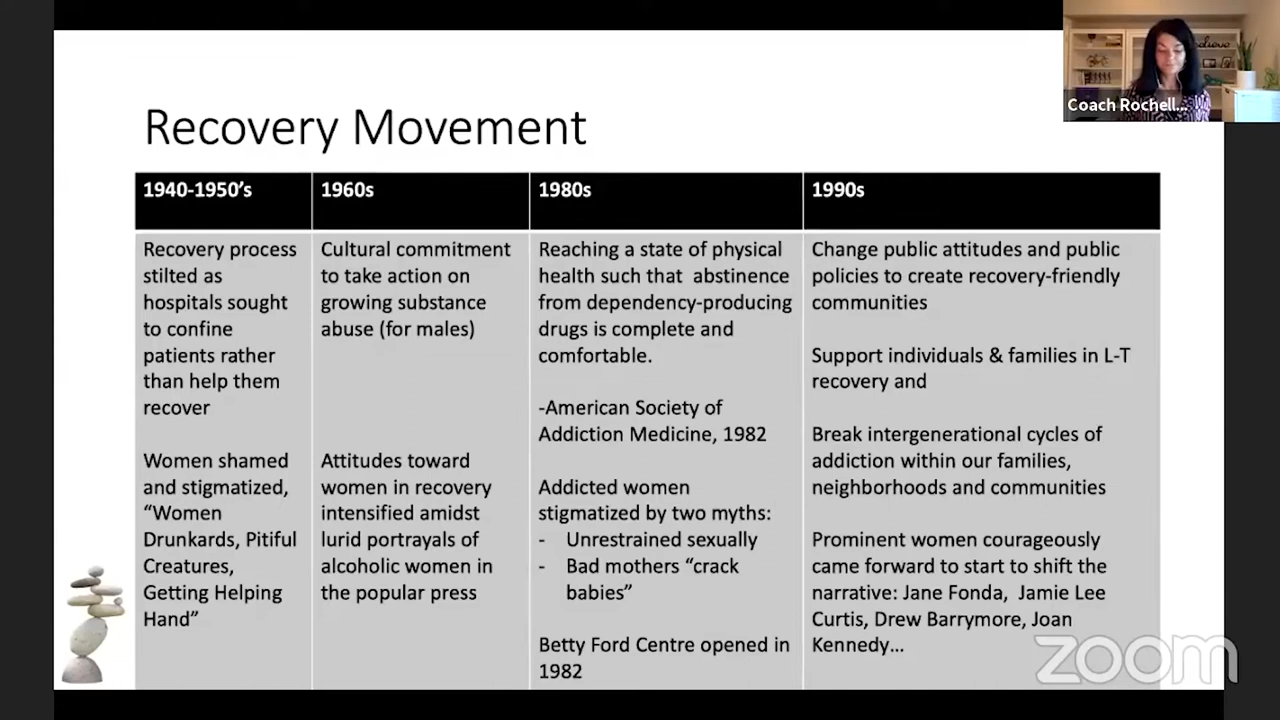 Coach Rochell...
Recovery Movement
1940-1950’s
1960s
1980s
1990s
Recovery process
stilted as
hospitals sought
to confine
patients rather
than help them
recover
Women shamed
and stigmatized,
“Women
Drunkards, Pitiful
Creatures,
Getting Helping
Hand”
Cultural commitment
to take action on
growing substance
abuse (for males)
Attitudes toward
women in recovery
intensified amidst
lurid portrayals of
alcoholic women in
the popular press
Reaching a state of physical
health such that abstinence
from dependency-producing
drugs is complete and
comfortable.
-American Society of
Addiction Medicine, 1982
Addicted women
stigmatized by two myths:
- Unrestrained sexually
- Bad mothers “crack
babies”
Betty Ford Centre opened in
1982
Change public attitudes and public
policies to create recovery-friendly
communities
Support individuals & families in L-T
recovery and
Break intergenerational cycles of
addiction within our families,
neighborhoods and communities
Prominent women courageously
came forward to start to shift the
narrative: Jane Fonda, Jamie Lee
Curtis, Drew Barrymore, Joan
Kennedy...
zoom